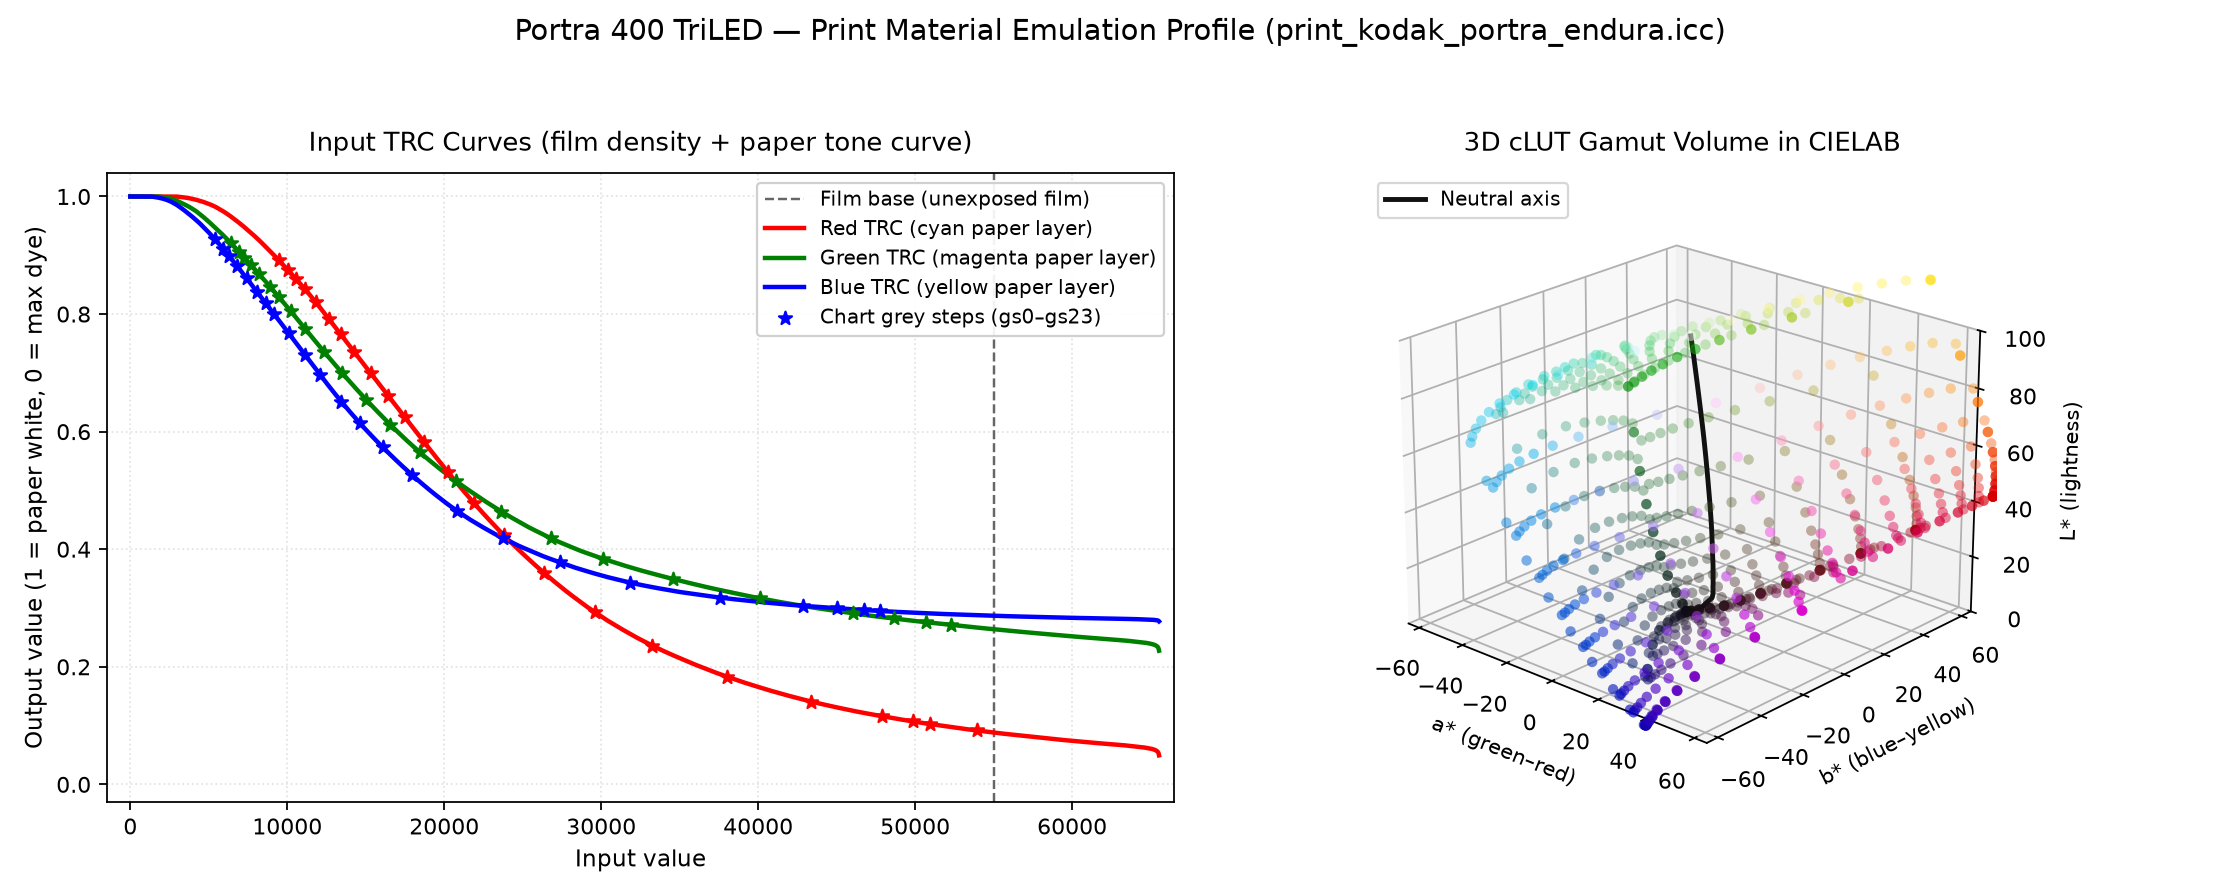 Portra 400 TriLED — Print Material Emulation Profile (print_kodak_portra_endura.icc)
Input TRC Curves (film density + paper tone curve)
Output value (1 = paper white, 0 = max dye)
1.0
0.8
0.6
0.4
0.2
0.0
0
10000
20000
30000
40000
50000
60000
Input value
Film base (unexposed film)
Red TRC (cyan paper layer)
Green TRC (magenta paper layer)
Blue TRC (yellow paper layer)
Chart grey steps (gs0–gs23)
3D cLUT Gamut Volume in CIELAB
Neutral axis
−60
−40
−20
0
20
40
60
a* (green–red)
−60
−40
−20
0
20
40
60
b* (blue–yellow)
0
20
40
60
80
100
L* (lightness)